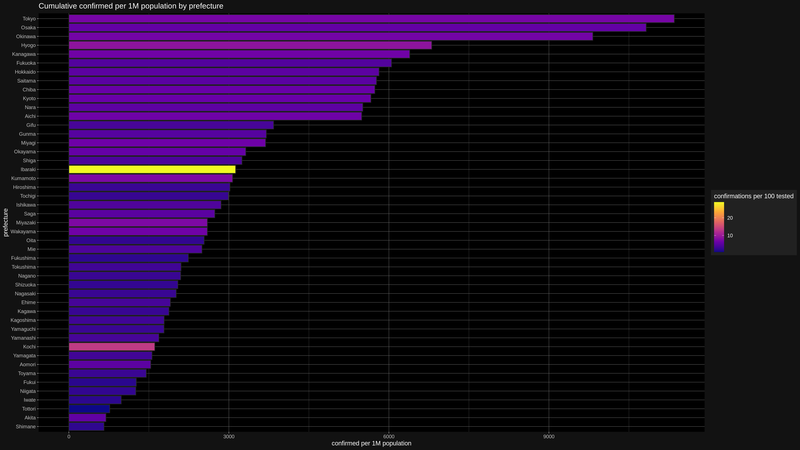 Cumulative confirmed per 1M population by prefecture
prefecture
Tokyo
Osaka
Okinawa
Hyogo
Kanagawa
Fukuoka
Hokkaido
Saitama
Chiba
Kyoto
Nara
Aichi
Gifu
Gunma
Miyagi
Okayama
Shiga
Ibaraki
Kumamoto
Hiroshima
Tochigi
Ishikawa
Saga
Miyazaki
Wakayama
Oita
Mie
Fukushima
Tokushima
Nagano
Shizuoka
Nagasaki
Ehime
Kagawa
Kagoshima
Yamaguchi
Yamanashi
Kochi
Yamagata
Aomori
Toyama
Fukui
Niigata
Iwate
Tottori
Akita
Shimane
0 3000 6000 9000
confirmed per 1M population
confirmations per 100 tested
20
10